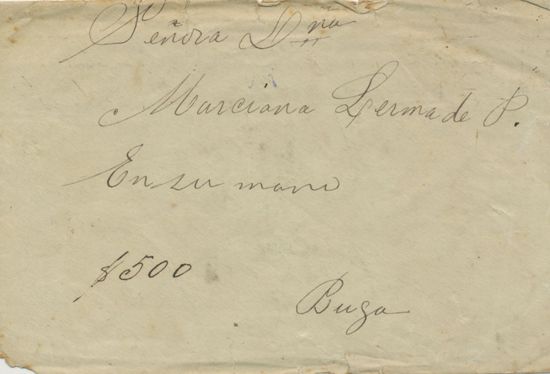 Señora Dña
Marciana Lerma de P.
En su mano
$500
Buga